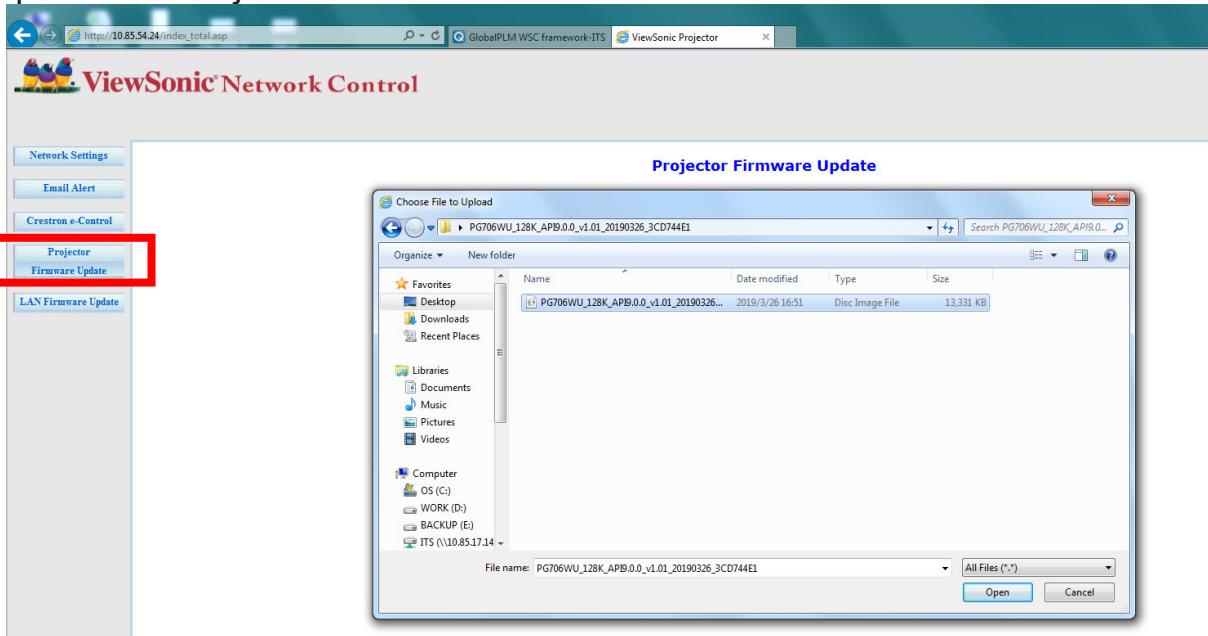 http://10.85.54.24/index_total.asp
GlobalPLM WSC framework-ITS
ViewSonic Projector
ViewSonic® Network Control
Network Settings
Email Alert
Crestron e-Control
Projector
Firmware Update
LAN Firmware Update
Projector Firmware Update
Choose File to Upload
PG706WU_128K_API9.0.0_v1.01_20190326_3CD744E1
Search PG706WU_128K_API9.0...
Organize
New folder
Name Date modified Type Size
PG706WU_128K_API9.0.0_v1.01_20190326... 2019/3/26 16:51 Disc Image File 13,331 KB
Favorites
Desktop
Downloads
Recent Places
Libraries
Documents
Music
Pictures
Videos
Computer
OS (C:)
WORK (D:)
BACKUP (E:)
ITS (\\10.85.17.14
File name: PG706WU_128K_API9.0.0_v1.01_20190326_3CD744E1
All Files (*.*)
Open Cancel